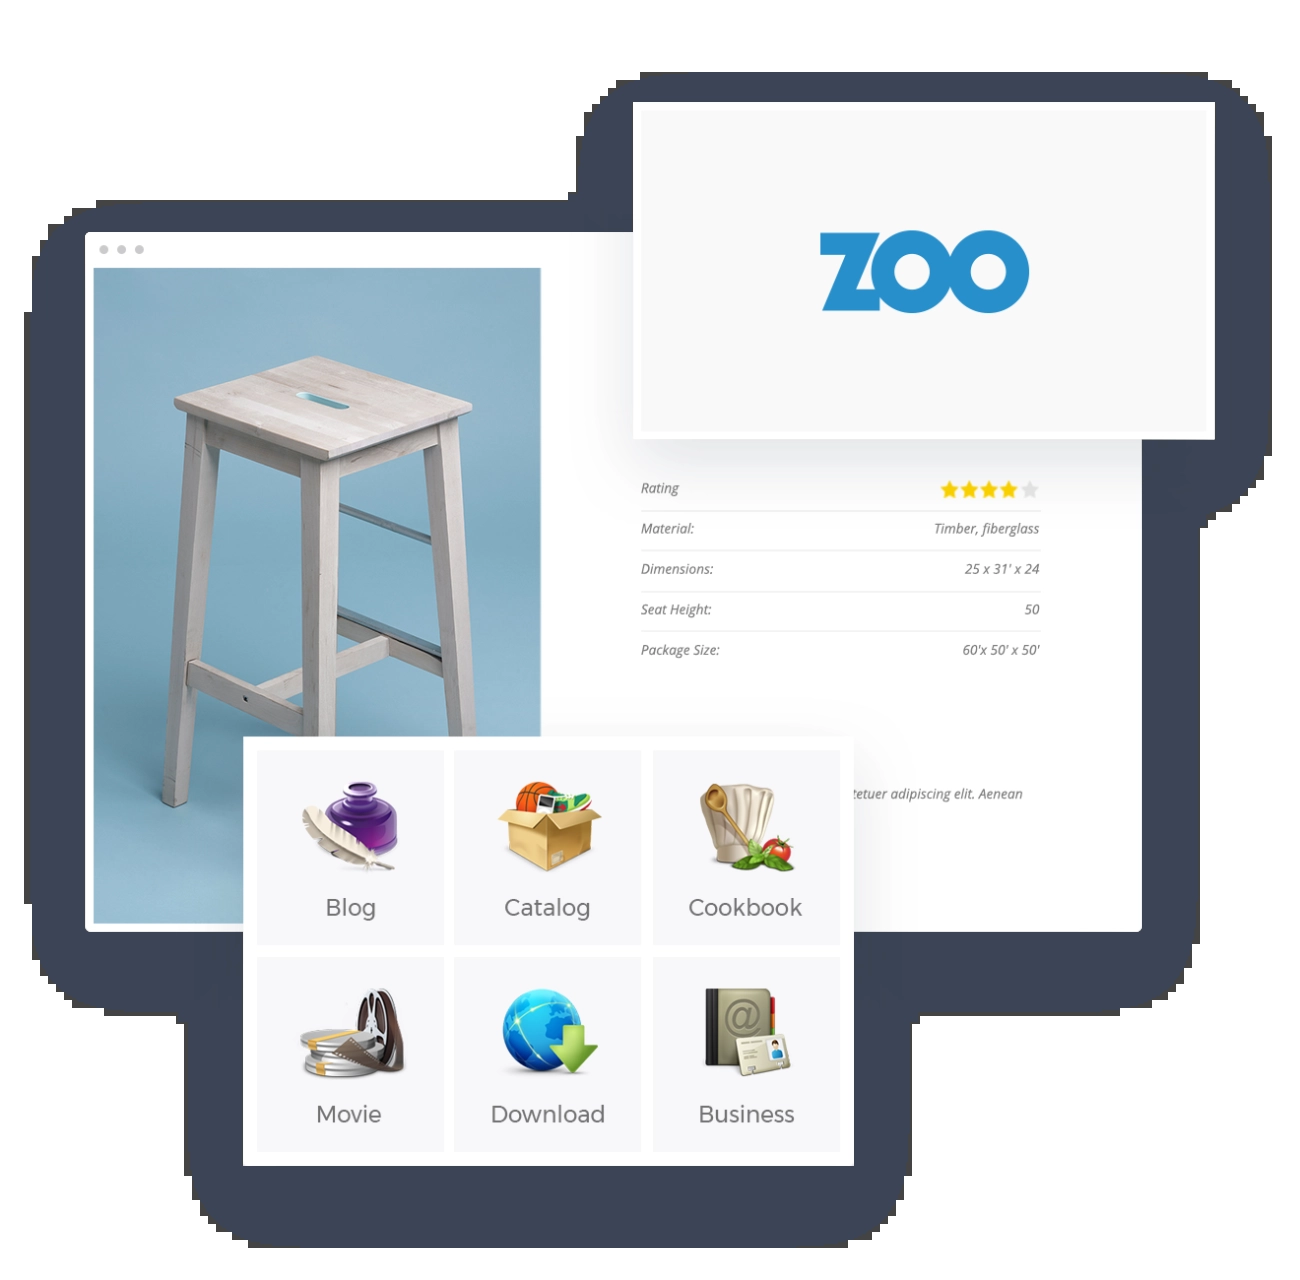 ZOO
Rating
Material: Timber, fiberglass
Dimensions: 25 x 31' x 24
Seat Height: 50
Package Size: 60'x 50' x 50'
adipiscing elit. Aenean
Blog Catalog Cookbook
Movie Download Business